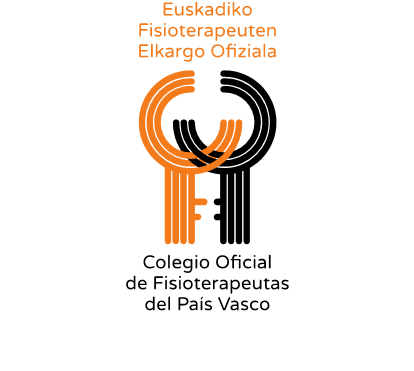 Euskadiko
Fisioterapeuten
Elkargo Ofiziala
Colegio Oficial
de Fisioterapeutas
del País Vasco